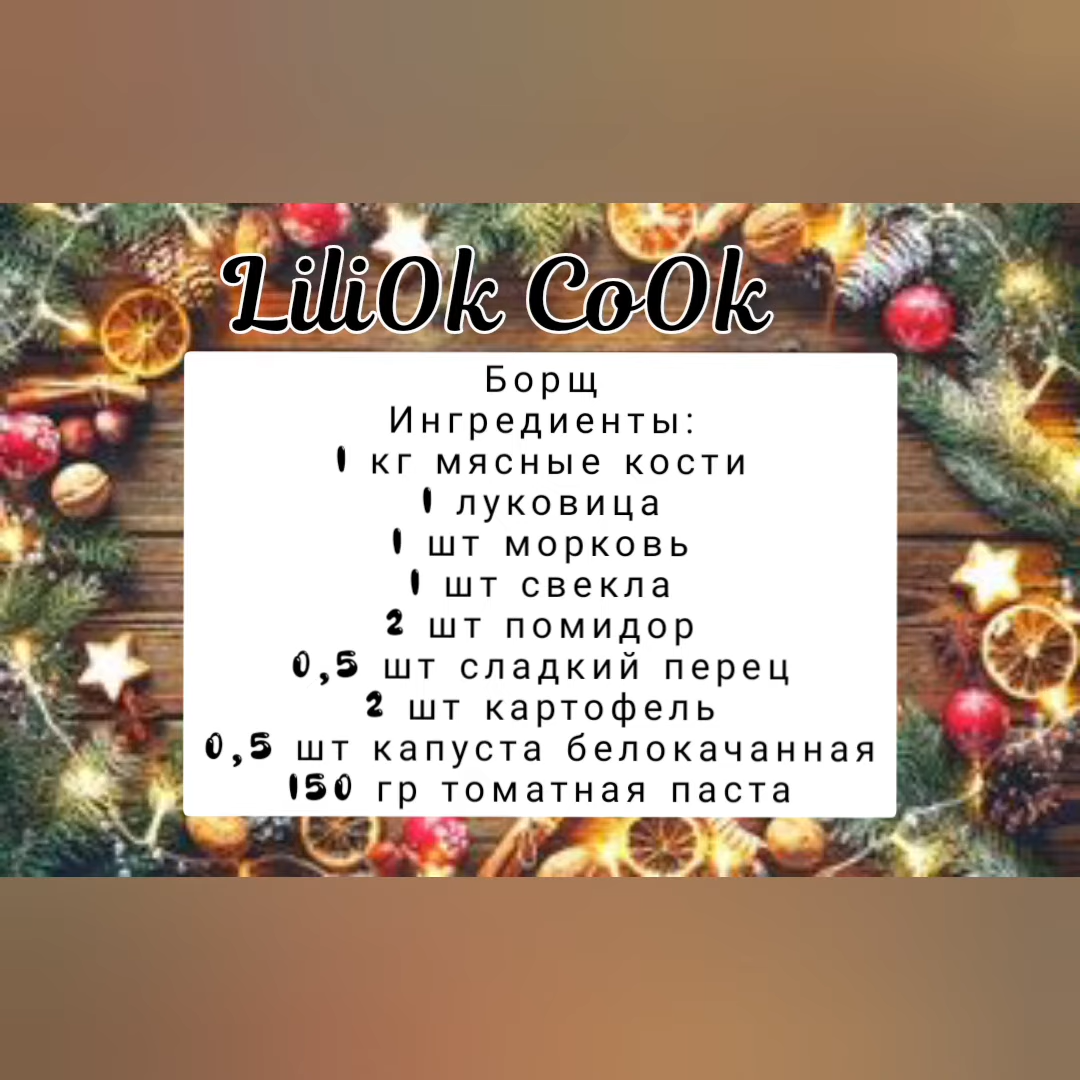 LiliOk CoOk
Борщ
Ингредиенты:
1 кг мясные кости
1 луковица
1 шт морковь
1 шт свекла
2 шт помидор
0,5 шт сладкий перец
2 шт картофель
0,5 шт капуста белокачанная
150 гр томатная паста